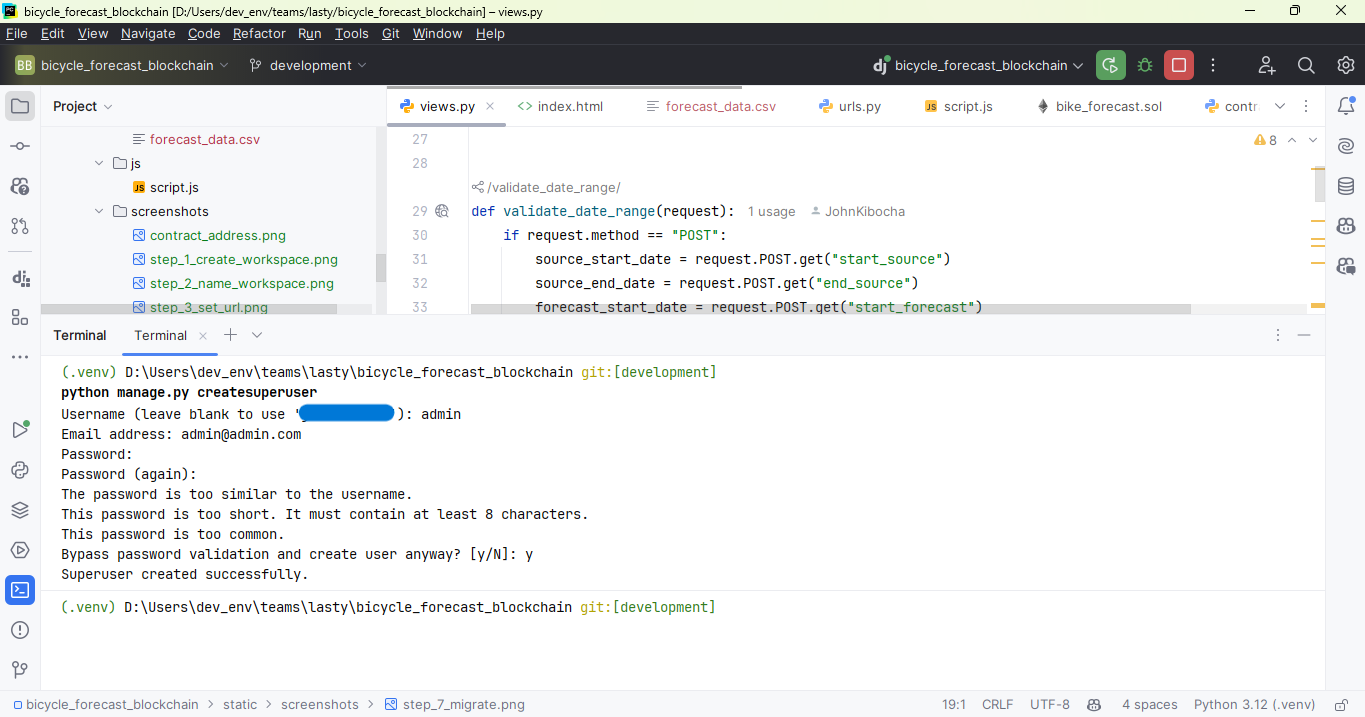 bicycle_forecast_blockchain [D:/Users/dev_env/teams/lasty/bicycle_forecast_blockchain] – views.py
File Edit View Navigate Code Refactor Run Tools Git Window Help
BB bicycle_forecast_blockchain development dj bicycle_forecast_blockchain
Project
views.py index.html forecast_data.csv urls.py script.js bike_forecast.sol contr
forecast_data.csv
js
script.js
screenshots
contract_address.png
step_1_create_workspace.png
step_2_name_workspace.png
step_3_set_url.png
8
27
28
/validate_date_range/
29 def validate_date_range(request): 1 usage JohnKibocha
30 if request.method == "POST":
31 source_start_date = request.POST.get("start_source")
32 source_end_date = request.POST.get("end_source")
33 forecast_start_date = request.POST.get("start_forecast")
Terminal Terminal
(.venv) D:\Users\dev_env\teams\lasty\bicycle_forecast_blockchain git:[development]
python manage.py createsuperuser
Username (leave blank to use '): admin
Email address: admin@admin.com
Password:
Password (again):
The password is too similar to the username.
This password is too short. It must contain at least 8 characters.
This password is too common.
Bypass password validation and create user anyway? [y/N]: y
Superuser created successfully.
(.venv) D:\Users\dev_env\teams\lasty\bicycle_forecast_blockchain git:[development]
bicycle_forecast_blockchain > static > screenshots > step_7_migrate.png 19:1 CRLF UTF-8 4 spaces Python 3.12 (.venv)